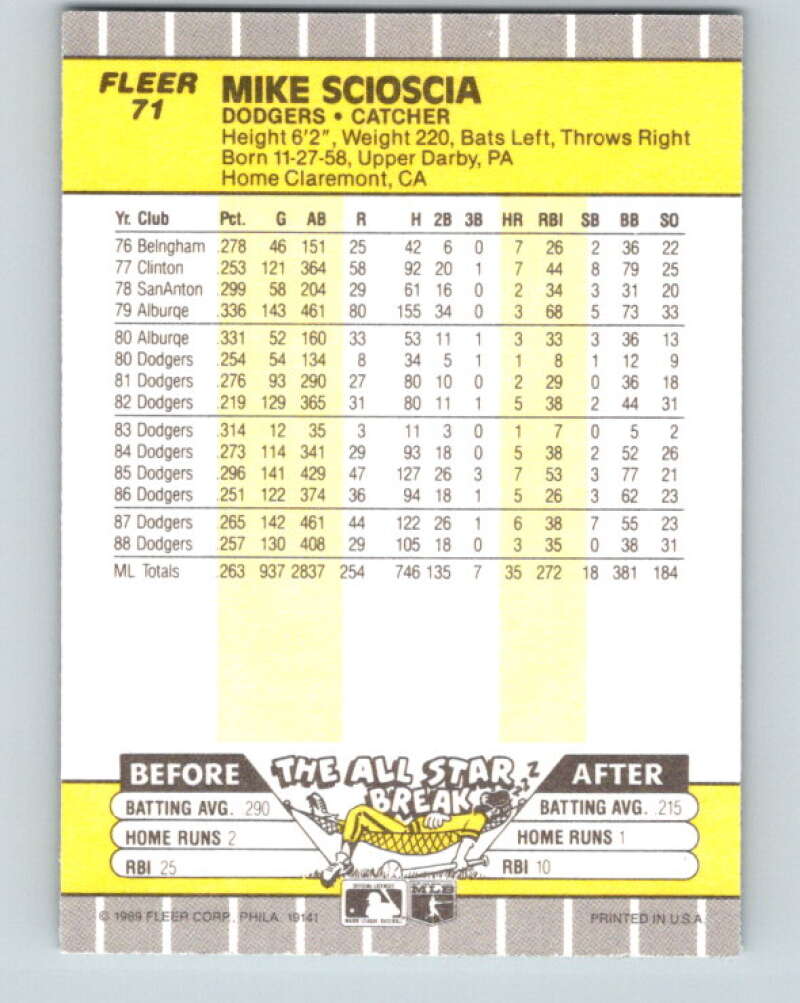 FLEER
71
MIKE SCIOSCIA
DODGERS • CATCHER
Height 6'2", Weight 220, Bats Left, Throws Right
Born 11-27-58, Upper Darby, PA
Home Claremont, CA
Yr. Club Pct. G AB R H 2B 3B HR RBI SB BB SO
76 Belngham .278 46 151 25 42 6 0 7 26 2 36 22
77 Clinton .253 121 364 58 92 20 1 7 44 8 79 25
78 SanAnton .299 58 204 29 61 16 0 2 34 3 31 20
79 Alburqe .336 143 461 80 155 34 0 3 68 5 73 33
80 Alburqe .331 52 160 33 53 11 1 3 33 3 36 13
80 Dodgers .254 54 134 8 34 5 1 1 8 1 12 9
81 Dodgers .276 93 290 27 80 10 0 2 29 0 36 18
82 Dodgers .219 129 365 31 80 11 1 5 38 2 44 31
83 Dodgers .314 12 35 3 11 3 0 1 7 0 5 2
84 Dodgers .273 114 341 29 93 18 0 5 38 2 52 26
85 Dodgers .296 141 429 47 127 26 3 7 53 3 77 21
86 Dodgers .251 122 374 36 94 18 1 5 26 3 62 23
87 Dodgers .265 142 461 44 122 26 1 6 38 7 55 23
88 Dodgers .257 130 408 29 105 18 0 3 35 0 38 31
ML Totals .263 937 2837 254 746 135 7 35 272 18 381 184
BEFORE THE ALL STAR BREAK AFTER
BATTING AVG. .290 BATTING AVG. .215
HOME RUNS 2 HOME RUNS 1
RBI 25 RBI 10
MLB
© 1989 FLEER CORP., PHILA. 19141 PRINTED IN U.S.A.